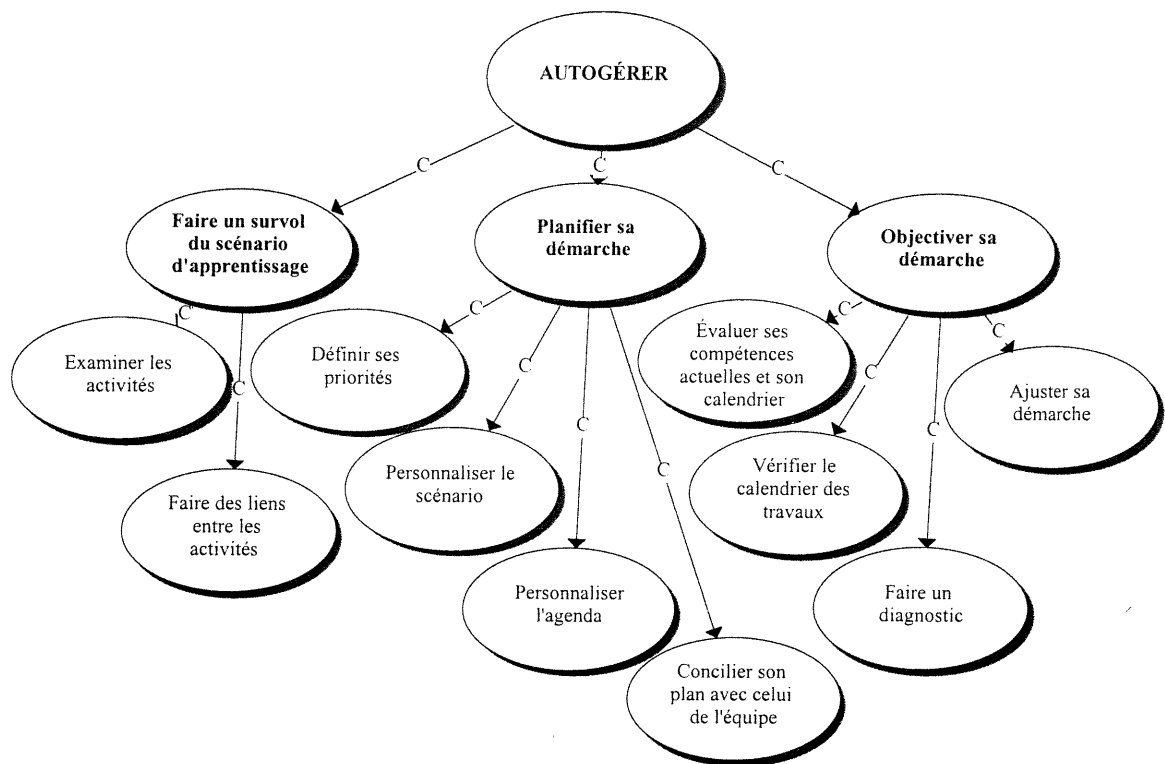 AUTOGÉRER
C
C
C
Faire un survol
du scénario
d'apprentissage
Planifier sa
démarche
Objectiver sa
démarche
C
C
C
C
C
C
C
C
C
C
Examiner les
activités
Définir ses
priorités
Évaluer ses
compétences
actuelles et son
calendrier
Ajuster sa
démarche
Faire des liens
entre les
activités
Personnaliser le
scénario
Vérifier le
calendrier des
travaux
Personnaliser
l'agenda
Faire un
diagnostic
Concilier son
plan avec celui
de l'équipe